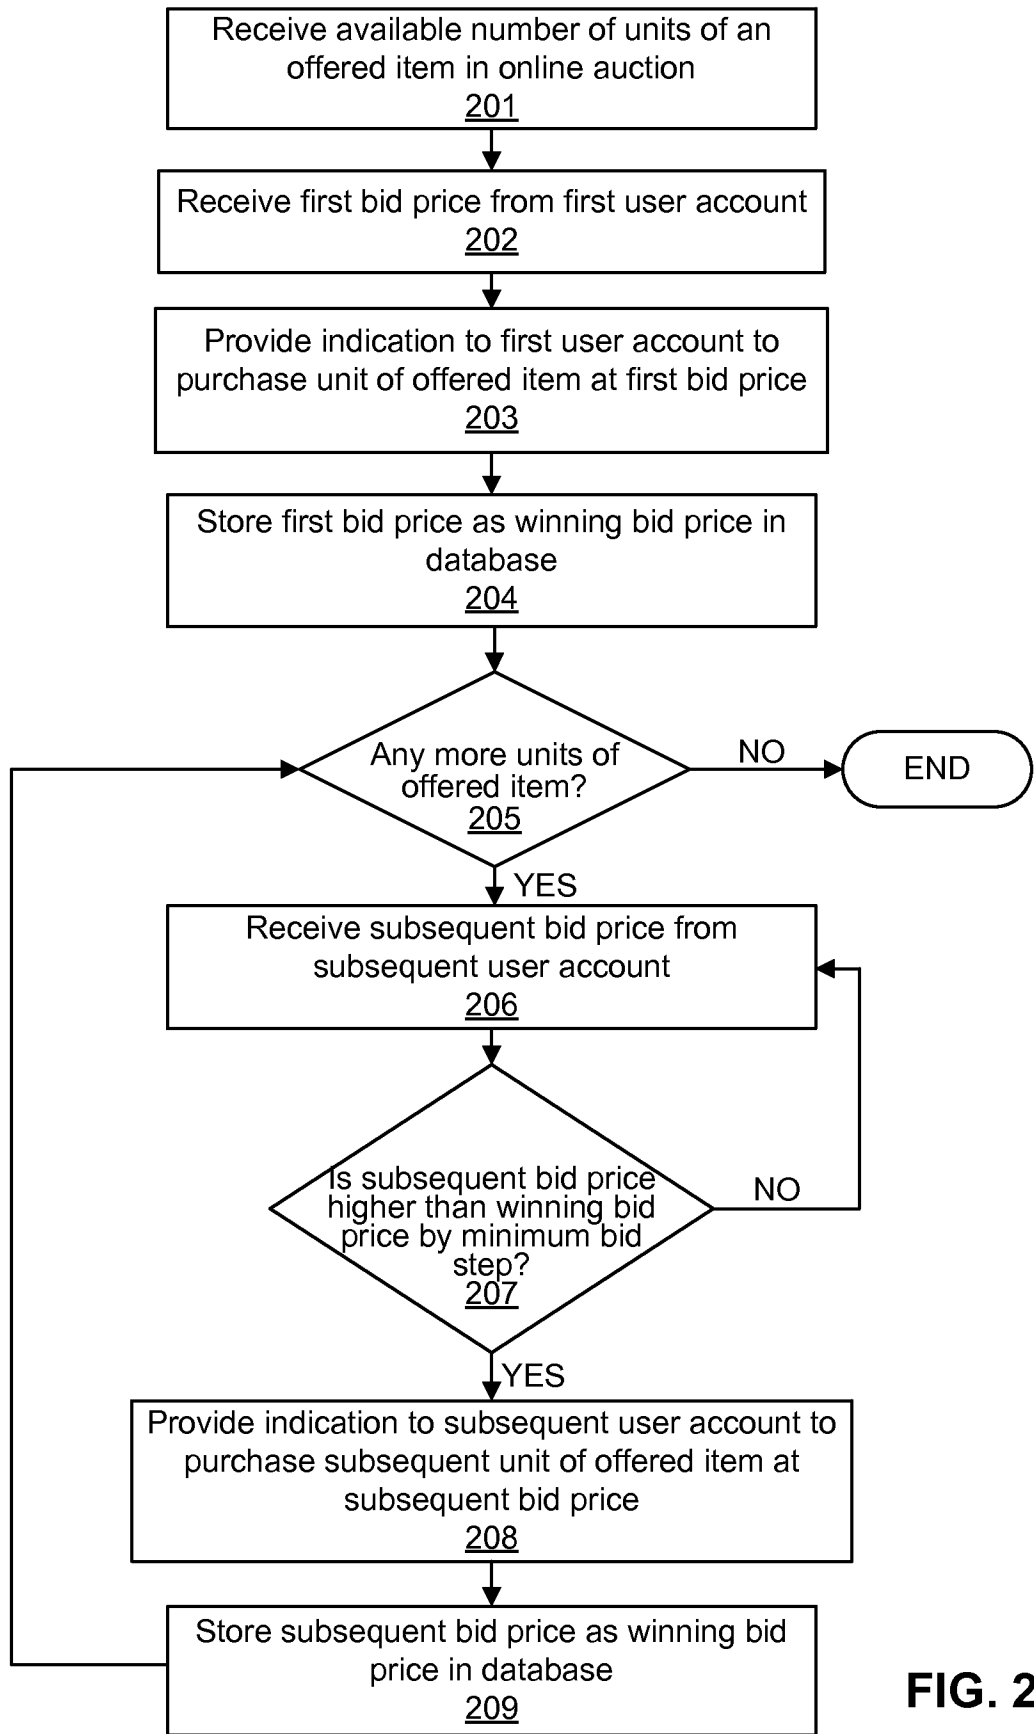 Receive available number of units of an
offered item in online auction
201
Receive first bid price from first user account
202
Provide indication to first user account to
purchase unit of offered item at first bid price
203
Store first bid price as winning bid price in
database
204
Any more units of
offered item?
205
NO
END
YES
Receive subsequent bid price from
subsequent user account
206
Is subsequent bid price
higher than winning bid
price by minimum bid
step?
207
NO
YES
Provide indication to subsequent user account to
purchase subsequent unit of offered item at
subsequent bid price
208
Store subsequent bid price as winning bid
price in database
209
FIG. 2